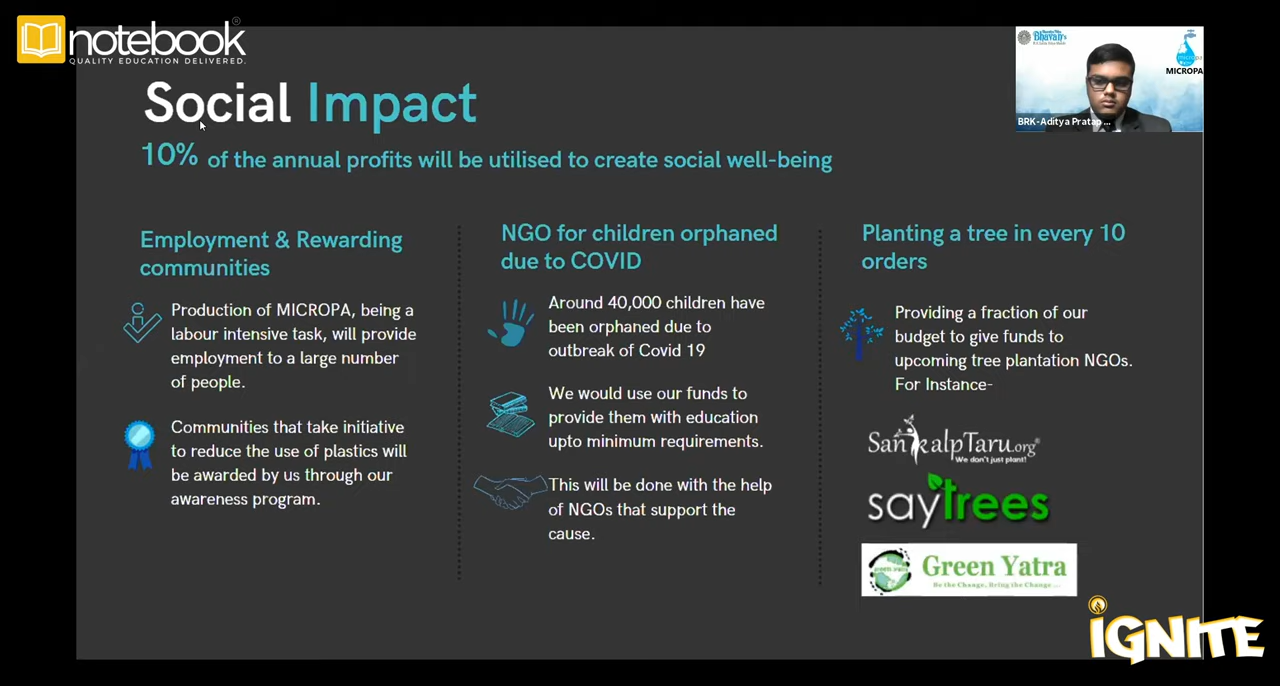 notebook®
QUALITY EDUCATION DELIVERED.
Bhavan's
MICROPA
BRK-Aditya Pratap ...
Social Impact
10% of the annual profits will be utilised to create social well-being
Employment & Rewarding
communities
Production of MICROPA, being a
labour intensive task, will provide
employment to a large number
of people.
Communities that take initiative
to reduce the use of plastics will
be awarded by us through our
awareness program.
NGO for children orphaned
due to COVID
Around 40,000 children have
been orphaned due to
outbreak of Covid 19
We would use our funds to
provide them with education
upto minimum requirements.
This will be done with the help
of NGOs that support the
cause.
Planting a tree in every 10
orders
Providing a fraction of our
budget to give funds to
upcoming tree plantation NGOs.
For Instance-
SankalpTaru.org®
We don't just plant!
saytrees
Green Yatra
Be the Change, Bring the Change ...
iGNITE